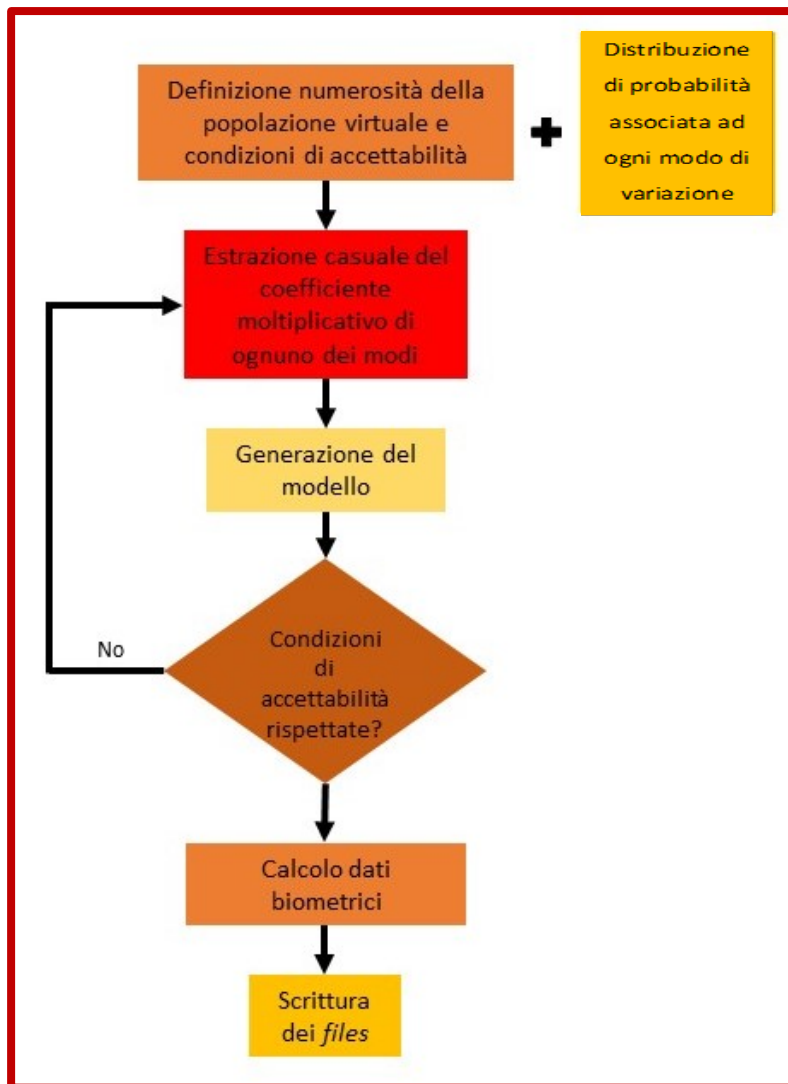 Definizione numerosità della
popolazione virtuale e
condizioni di accettabilità
Distribuzione
di probabilità
associata ad
ogni modo di
variazione
Estrazione casuale del
coefficiente
moltiplicativo di
ognuno dei modi
Generazione del
modello
No
Condizioni
di
accettabilità
rispettate?
Calcolo dati
biometrici
Scrittura
dei files